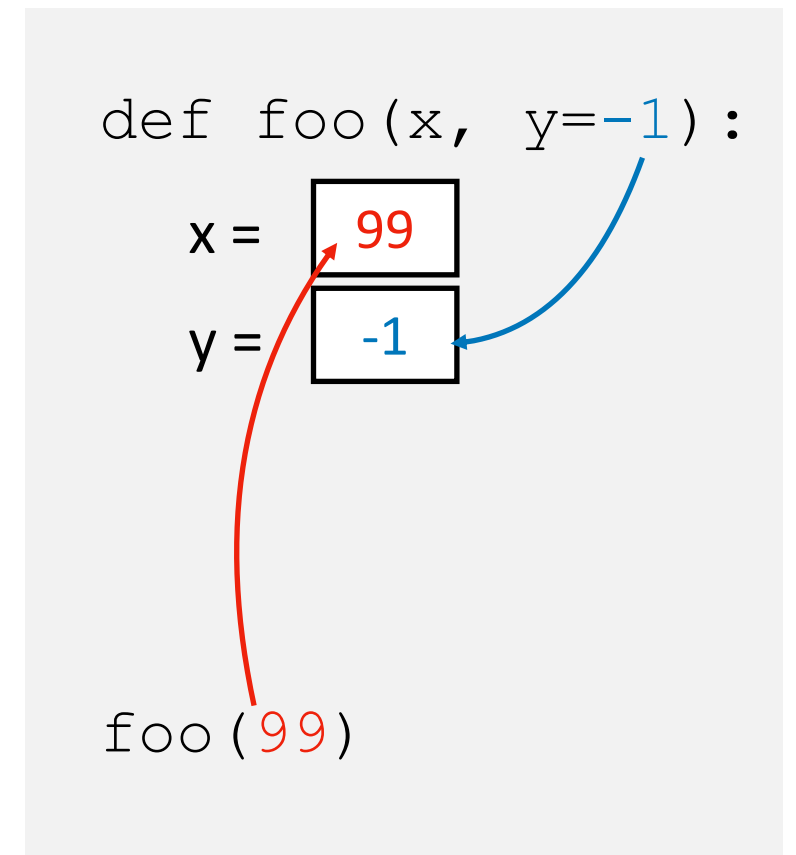 def foo(x, y=-1):
x = 99
y = -1
foo(99)